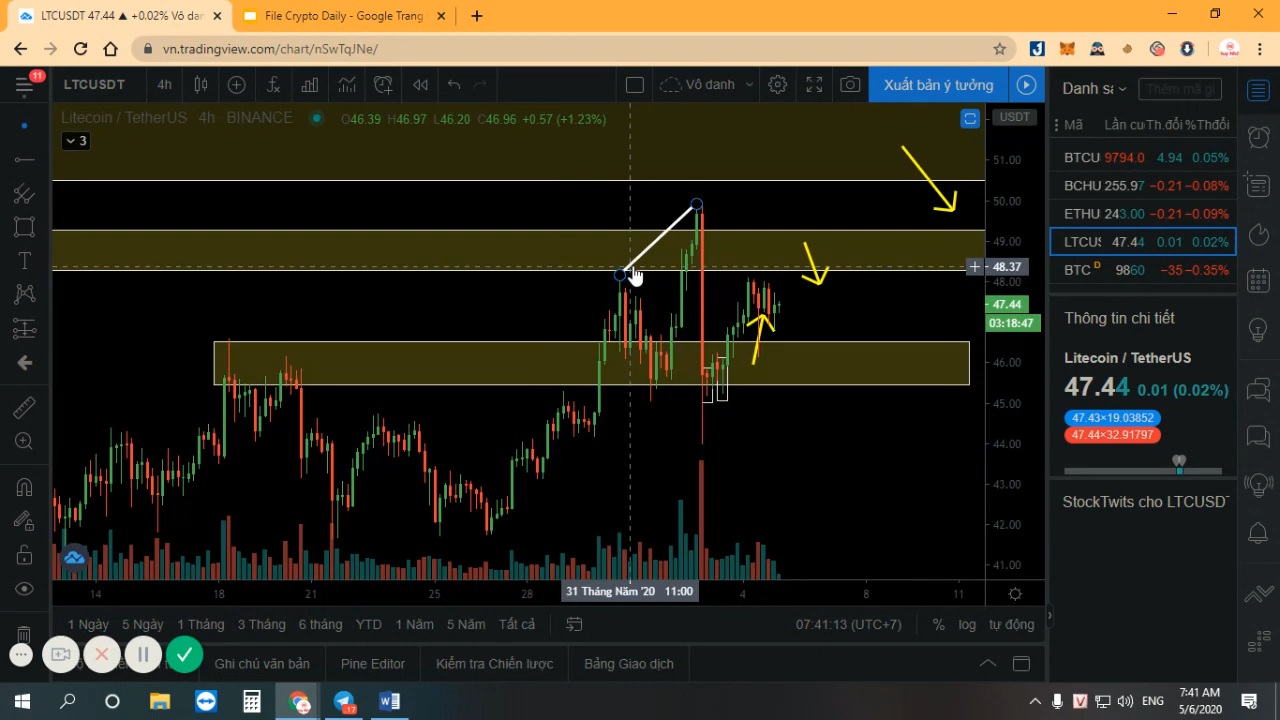 LTCUSDT 47.44 ▲ +0.02% Vô dan
File Crypto Daily - Google Trang
vn.tradingview.com/chart/nSwTqJNe/
11
LTCUSDT
4h
Vô danh
Xuất bản ý tưởng
Danh sá
Thêm mã gi
Litecoin / TetherUS 4h BINANCE
O46.39 H46.97 L46.20 C46.96 +0.57 (+1.23%)
USDT
3
Mã Lần cu Th.đổi %Thđổi
BTCU 9794.0 4.94 0.05%
BCHU 255.97 −0.21 −0.08%
ETHU 243.00 −0.21 −0.09%
LTCUS 47.44 0.01 0.02%
BTC D 9860 −35 −0.35%
51.00
50.00
49.00
48.37
48.00
47.44
03:18:47
46.00
45.00
44.00
43.00
42.00
41.00
Thông tin chi tiết
Litecoin / TetherUS
47.44 0.01 (0.02%)
47.43×19.03852
47.44×32.91797
StockTwits cho LTCUSDT
14 18 21 25 28 31 Tháng Năm '20 11:00 4 8 11
1 Ngày 5 Ngày 1 Tháng 3 Tháng 6 tháng YTD 1 Năm 5 Năm Tất cả
07:41:13 (UTC+7) % log tự động
Ghi chú văn bản Pine Editor Kiểm tra Chiến lược Bảng Giao dịch
17
ENG
7:41 AM
5/6/2020